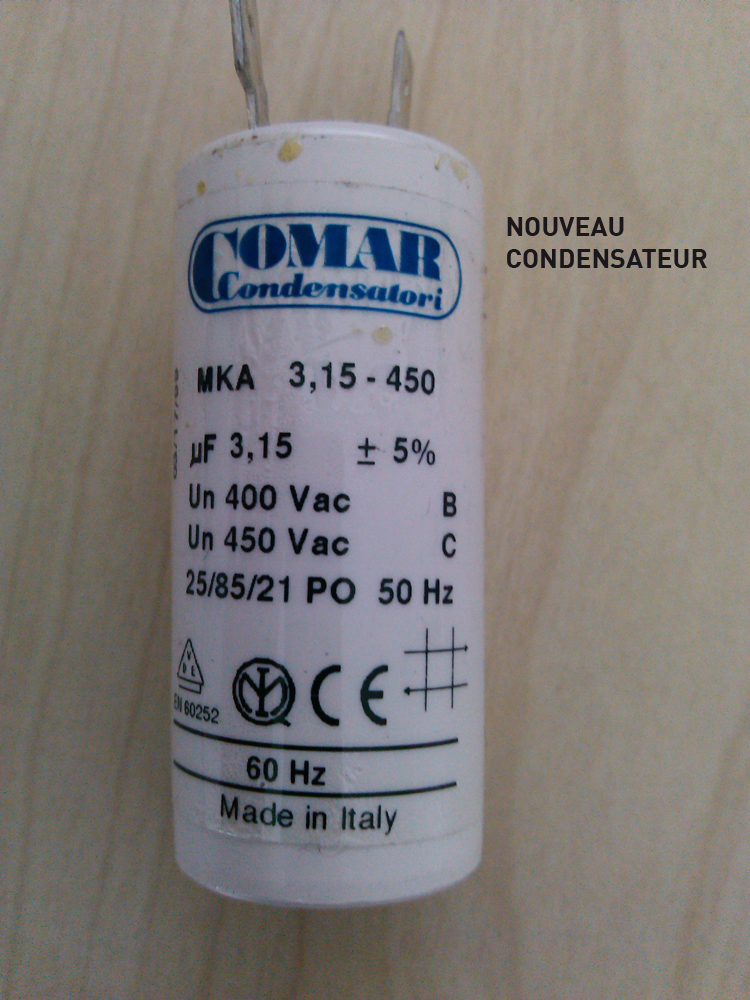 NOUVEAU
CONDENSATEUR
COMAR
Condensatori
MKA 3,15 - 450
µF 3,15 ± 5%
Un 400 Vac B
Un 450 Vac C
25/85/21 PO 50 Hz
VDE
EN 60252
CE
60 Hz
Made in Italy